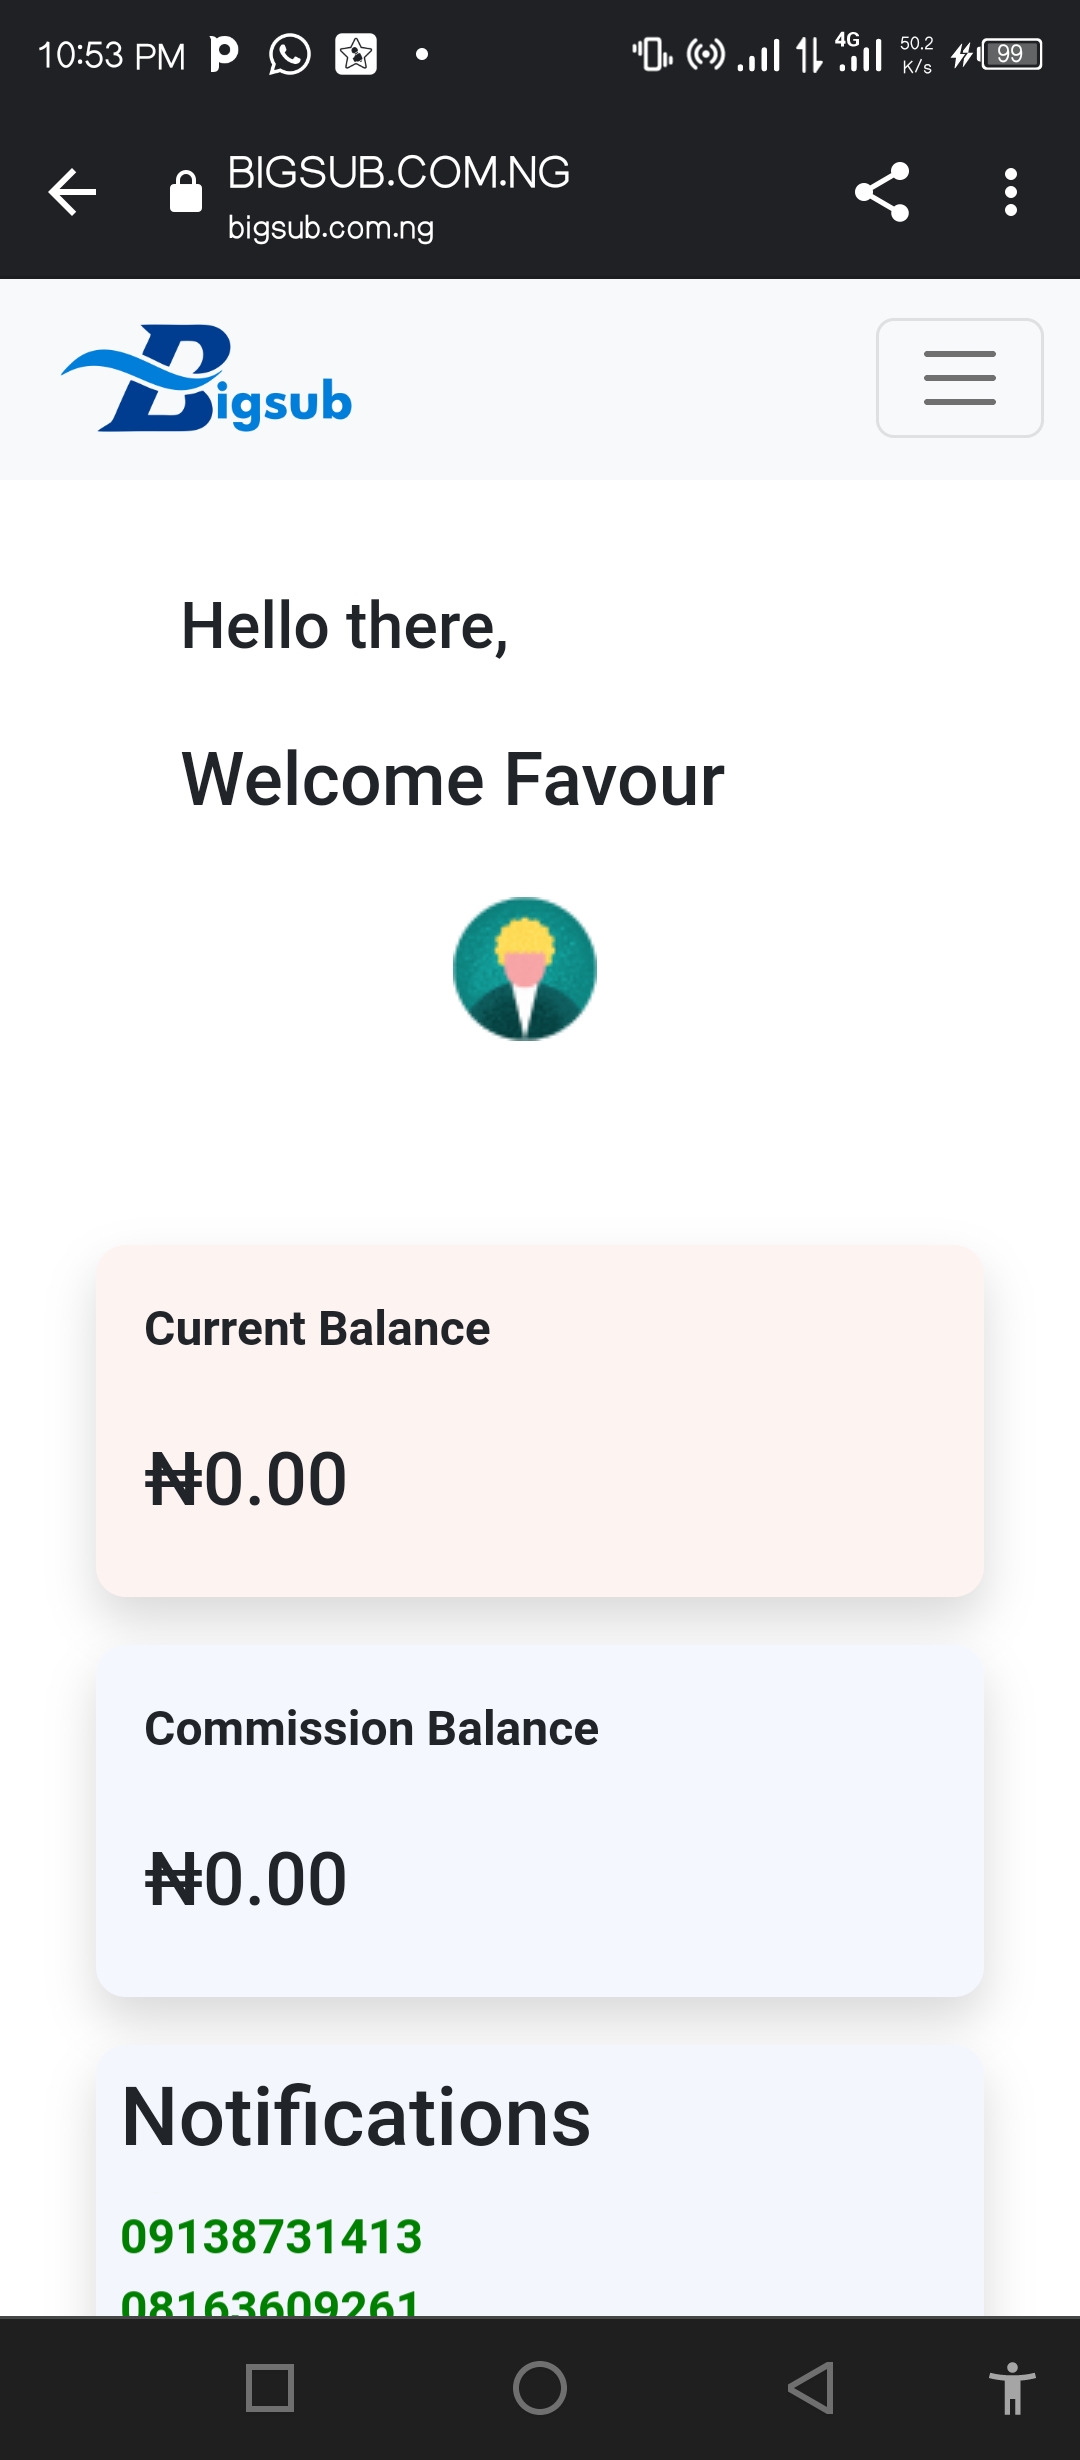 10:53 PM
4G
50.2
K/s
99
BIGSUB.COM.NG
bigsub.com.ng
Bigsub
Hello there,
Welcome Favour
Current Balance
₦0.00
Commission Balance
₦0.00
Notifications
09138731413
08163609261